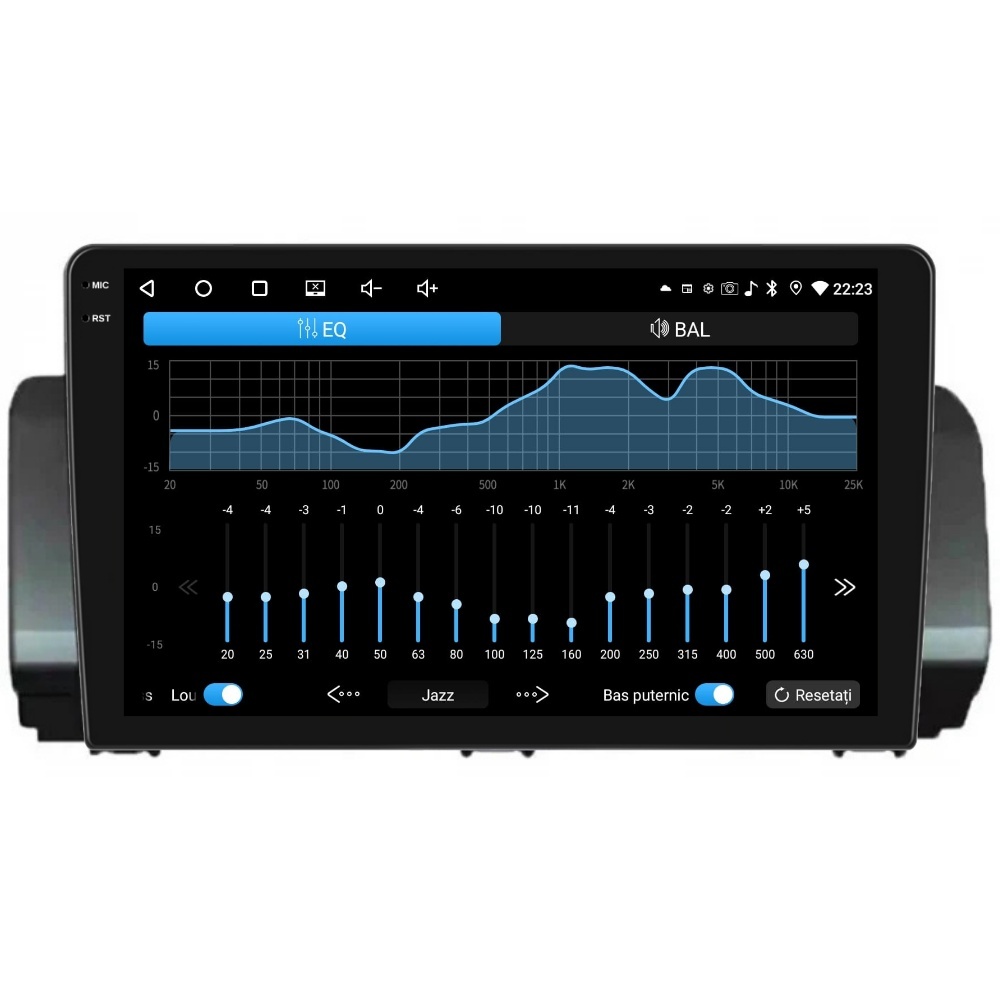 MIC
22:23
RST
EQ
BAL
15
0
-15
20 50 100 200 500 1K 2K 5K 10K 25K
-4 -4 -3 -1 0 -4 -6 -10 -10 -11 -4 -3 -2 -2 +2 +5
15
0
-15
20 25 31 40 50 63 80 100 125 160 200 250 315 400 500 630
s Lou Jazz Bas puternic Resetați